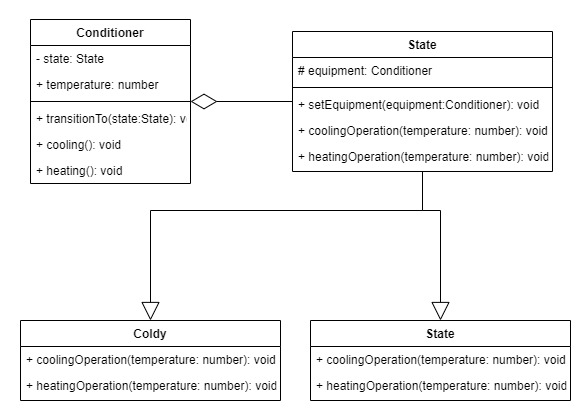 Conditioner
- state: State
+ temperature: number
+ transitionTo(state:State): v
+ cooling(): void
+ heating(): void
State
# equipment: Conditioner
+ setEquipment(equipment:Conditioner): void
+ coolingOperation(temperature: number): void
+ heatingOperation(temperature: number): void
Coldy
+ coolingOperation(temperature: number): void
+ heatingOperation(temperature: number): void
State
+ coolingOperation(temperature: number): void
+ heatingOperation(temperature: number): void